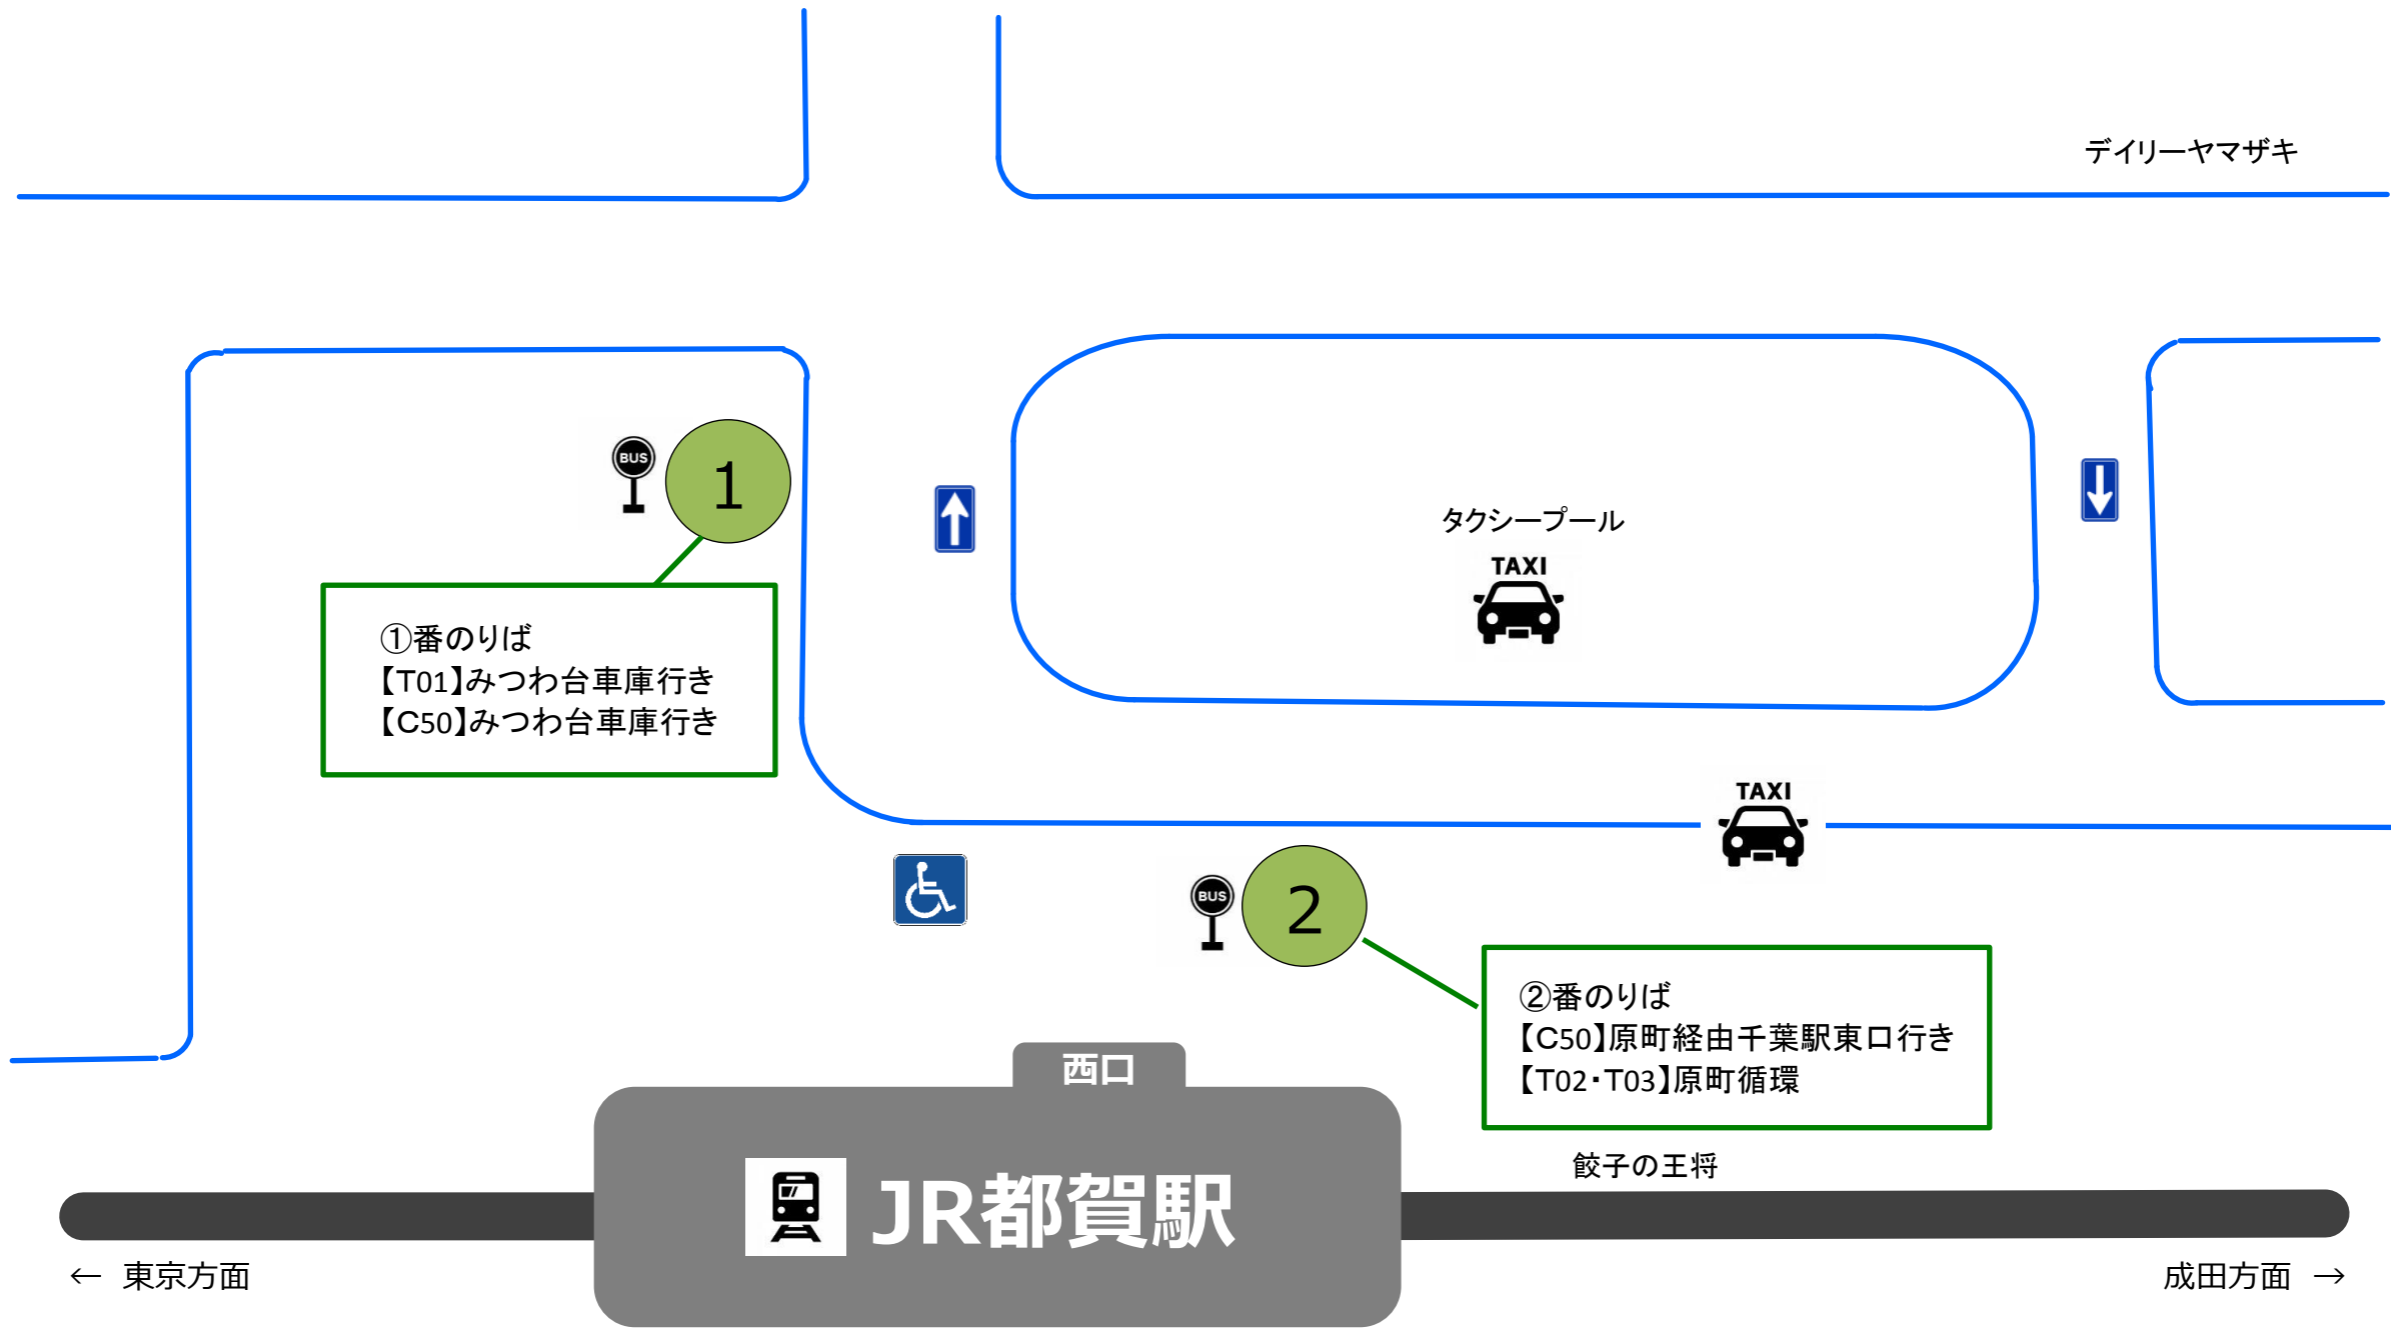 デイリーヤマザキ
BUS
1
タクシープール
TAXI
①番のりば
【T01】みつわ台車庫行き
【C50】みつわ台車庫行き
TAXI
BUS
2
②番のりば
【C50】原町経由千葉駅東口行き
【T02・T03】原町循環
西口
餃子の王将
JR都賀駅
← 東京方面
成田方面 →